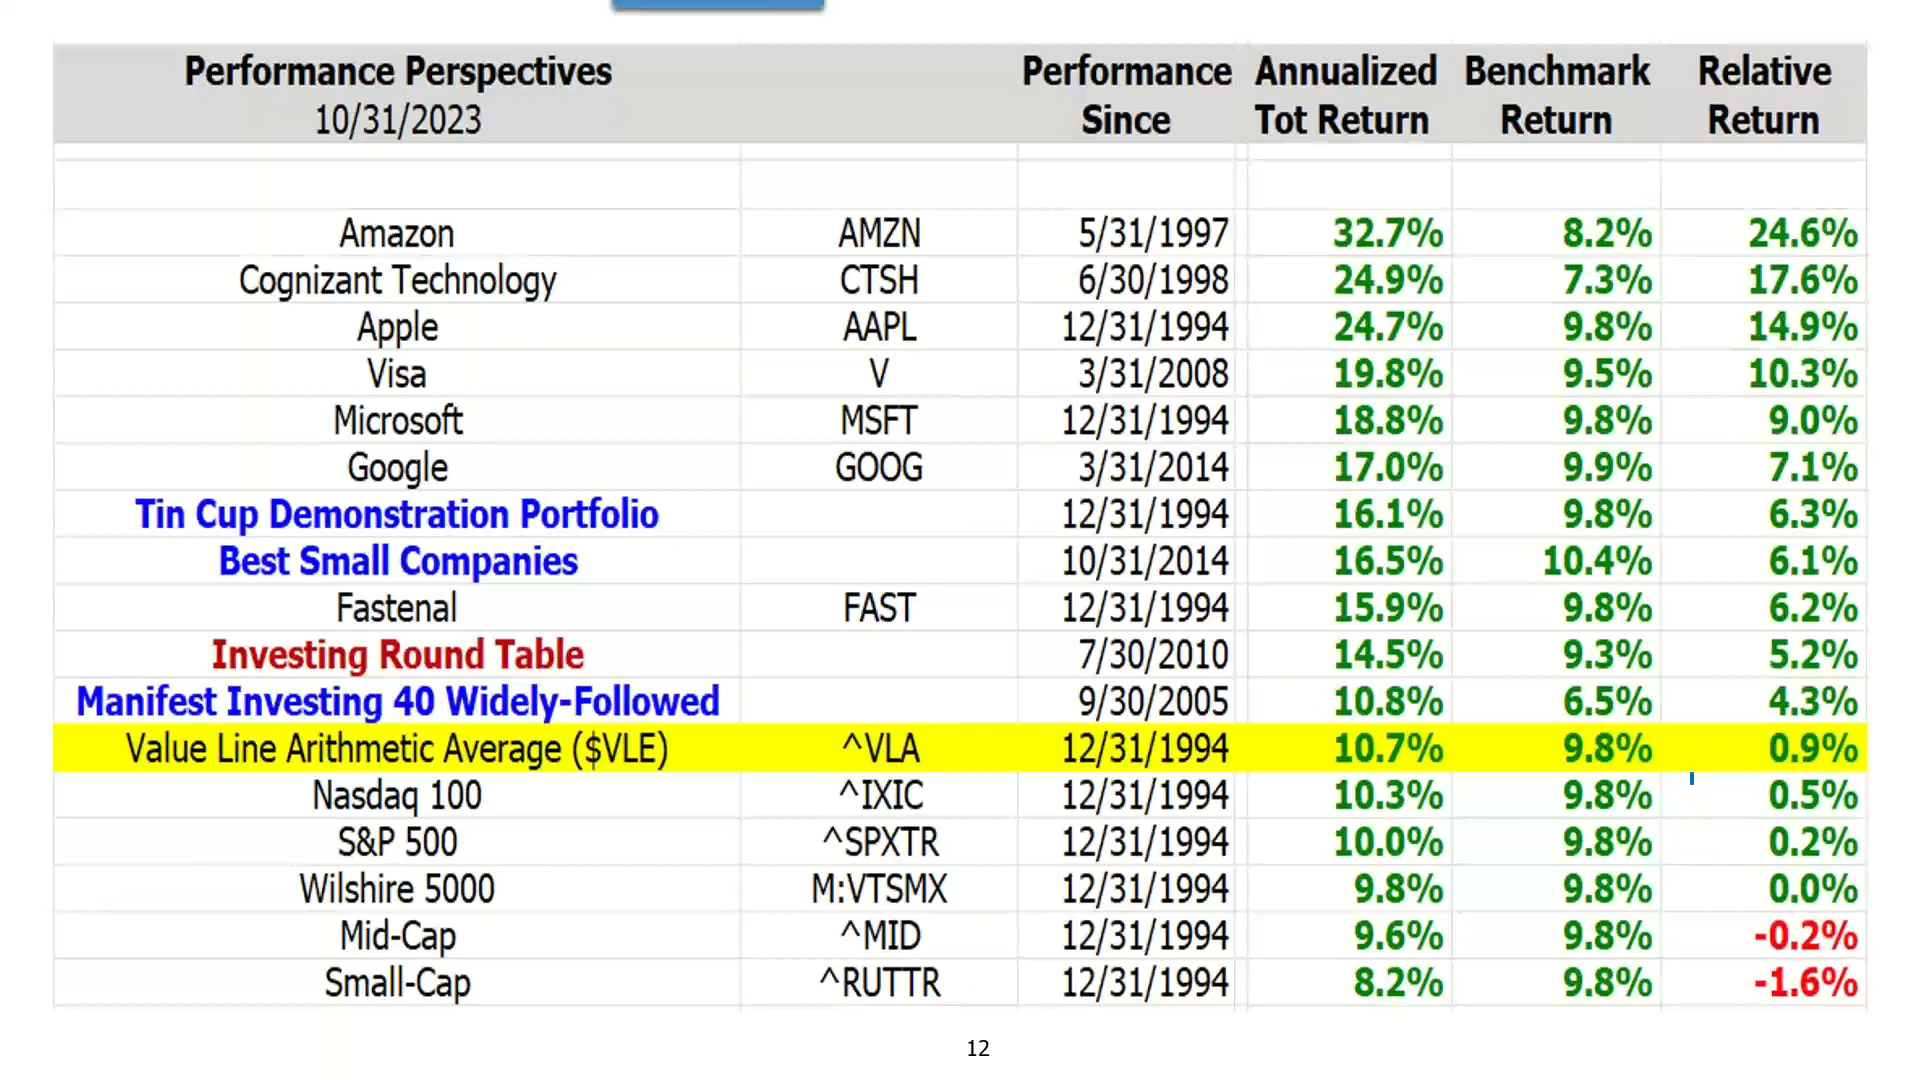 Performance Perspectives Performance Annualized Benchmark Relative
10/31/2023 Since Tot Return Return Return
Amazon AMZN 5/31/1997 32.7% 8.2% 24.6%
Cognizant Technology CTSH 6/30/1998 24.9% 7.3% 17.6%
Apple AAPL 12/31/1994 24.7% 9.8% 14.9%
Visa V 3/31/2008 19.8% 9.5% 10.3%
Microsoft MSFT 12/31/1994 18.8% 9.8% 9.0%
Google GOOG 3/31/2014 17.0% 9.9% 7.1%
Tin Cup Demonstration Portfolio 12/31/1994 16.1% 9.8% 6.3%
Best Small Companies 10/31/2014 16.5% 10.4% 6.1%
Fastenal FAST 12/31/1994 15.9% 9.8% 6.2%
Investing Round Table 7/30/2010 14.5% 9.3% 5.2%
Manifest Investing 40 Widely-Followed 9/30/2005 10.8% 6.5% 4.3%
Value Line Arithmetic Average ($VLE) ^VLA 12/31/1994 10.7% 9.8% 0.9%
Nasdaq 100 ^IXIC 12/31/1994 10.3% 9.8% 0.5%
S&P 500 ^SPXTR 12/31/1994 10.0% 9.8% 0.2%
Wilshire 5000 M:VTSMX 12/31/1994 9.8% 9.8% 0.0%
Mid-Cap ^MID 12/31/1994 9.6% 9.8% -0.2%
Small-Cap ^RUTTR 12/31/1994 8.2% 9.8% -1.6%
12